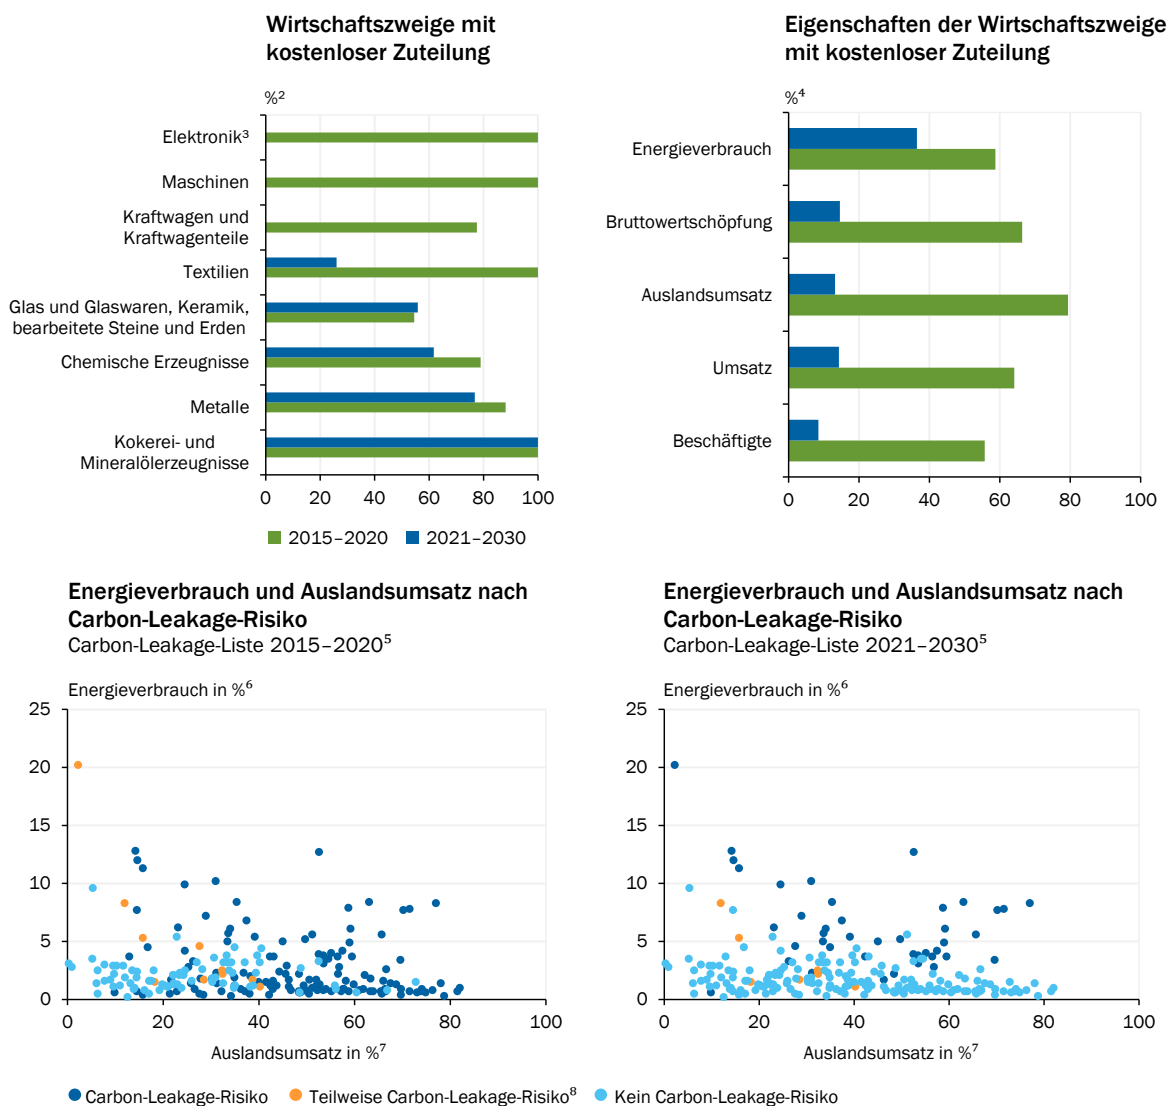 Wirtschaftszweige mit
kostenloser Zuteilung
%²
Elektronik³
Maschinen
Kraftwagen und
Kraftwagenteile
Textilien
Glas und Glaswaren, Keramik,
bearbeitete Steine und Erden
Chemische Erzeugnisse
Metalle
Kokerei- und
Mineralölerzeugnisse
0 20 40 60 80 100
2015–2020 2021–2030
Eigenschaften der Wirtschaftszweige
mit kostenloser Zuteilung
%⁴
Energieverbrauch
Bruttowertschöpfung
Auslandsumsatz
Umsatz
Beschäftigte
0 20 40 60 80 100
Energieverbrauch und Auslandsumsatz nach
Carbon-Leakage-Risiko
Carbon-Leakage-Liste 2015–2020⁵
Energieverbrauch in %⁶
25
20
15
10
5
0
0 20 40 60 80 100
Auslandsumsatz in %⁷
Energieverbrauch und Auslandsumsatz nach
Carbon-Leakage-Risiko
Carbon-Leakage-Liste 2021–2030⁵
Energieverbrauch in %⁶
25
20
15
10
5
0
0 20 40 60 80 100
Auslandsumsatz in %⁷
Carbon-Leakage-Risiko Teilweise Carbon-Leakage-Risiko⁸ Kein Carbon-Leakage-Risiko